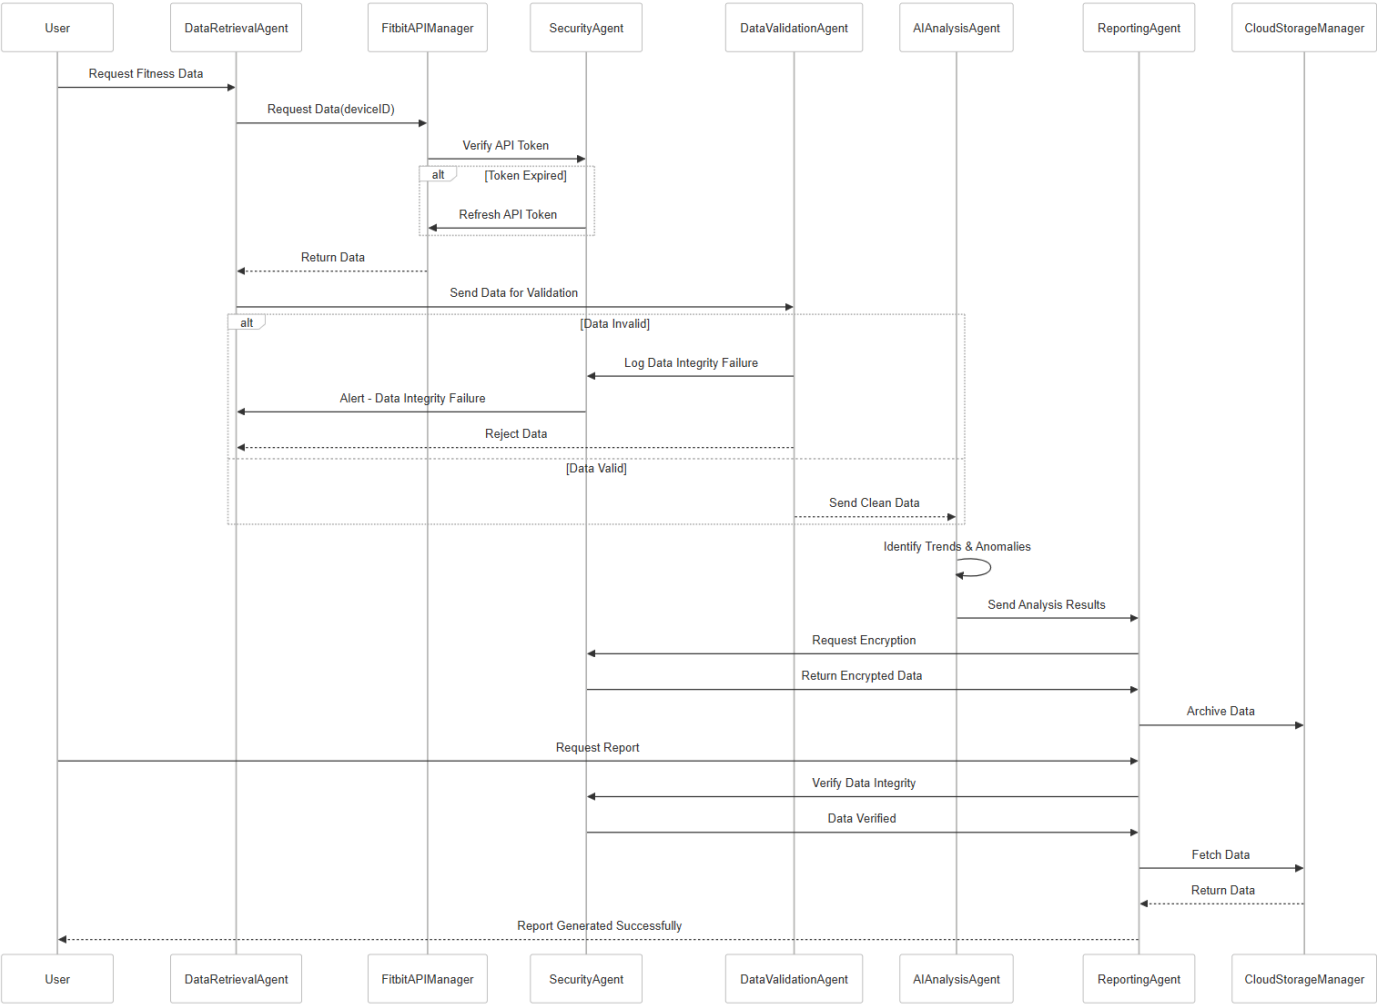 User
DataRetrievalAgent
FitbitAPIManager
SecurityAgent
DataValidationAgent
AIAnalysisAgent
ReportingAgent
CloudStorageManager
Request Fitness Data
Request Data(deviceID)
Verify API Token
alt
[Token Expired]
Refresh API Token
Return Data
Send Data for Validation
alt
[Data Invalid]
Log Data Integrity Failure
Alert - Data Integrity Failure
Reject Data
[Data Valid]
Send Clean Data
Identify Trends & Anomalies
Send Analysis Results
Request Encryption
Return Encrypted Data
Archive Data
Request Report
Verify Data Integrity
Data Verified
Fetch Data
Return Data
Report Generated Successfully
User
DataRetrievalAgent
FitbitAPIManager
SecurityAgent
DataValidationAgent
AIAnalysisAgent
ReportingAgent
CloudStorageManager